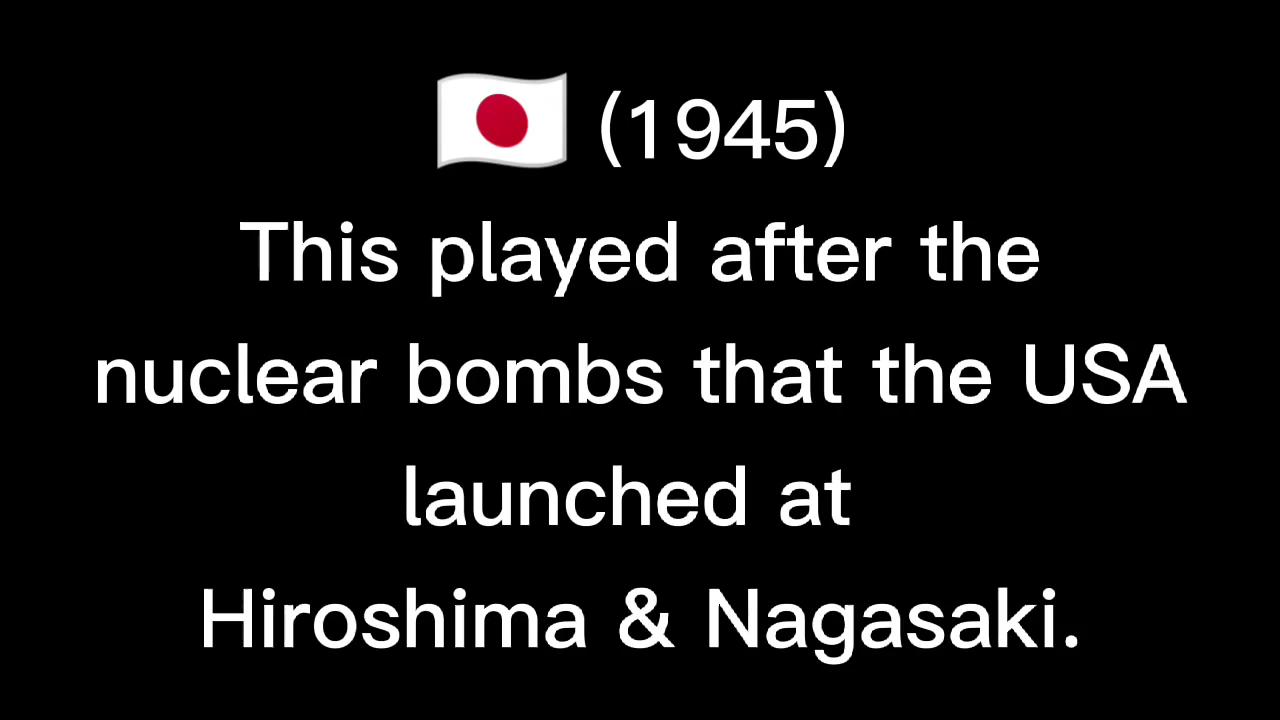 🇯🇵 (1945)
This played after the
nuclear bombs that the USA
launched at
Hiroshima & Nagasaki.